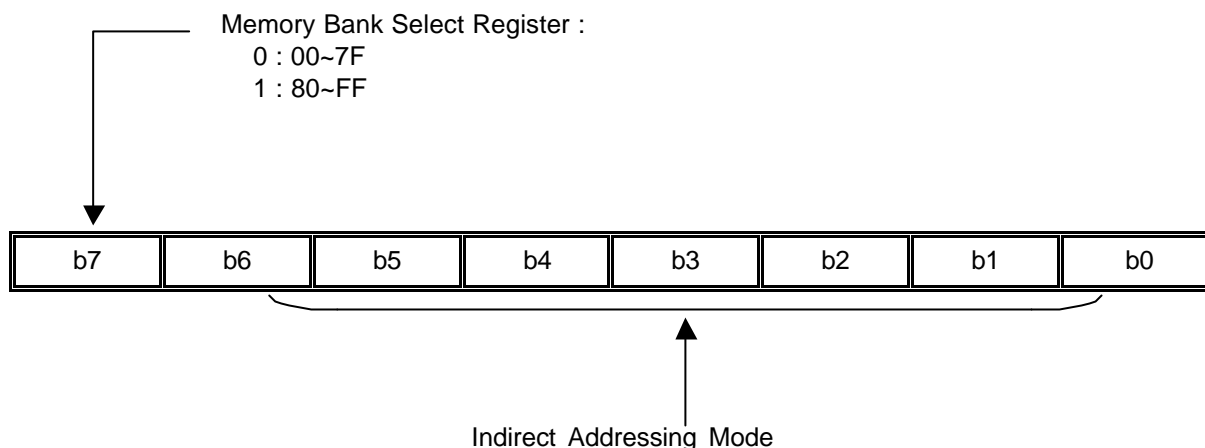 Memory Bank Select Register :
0 : 00~7F
1 : 80~FF
b7 b6 b5 b4 b3 b2 b1 b0
Indirect Addressing Mode